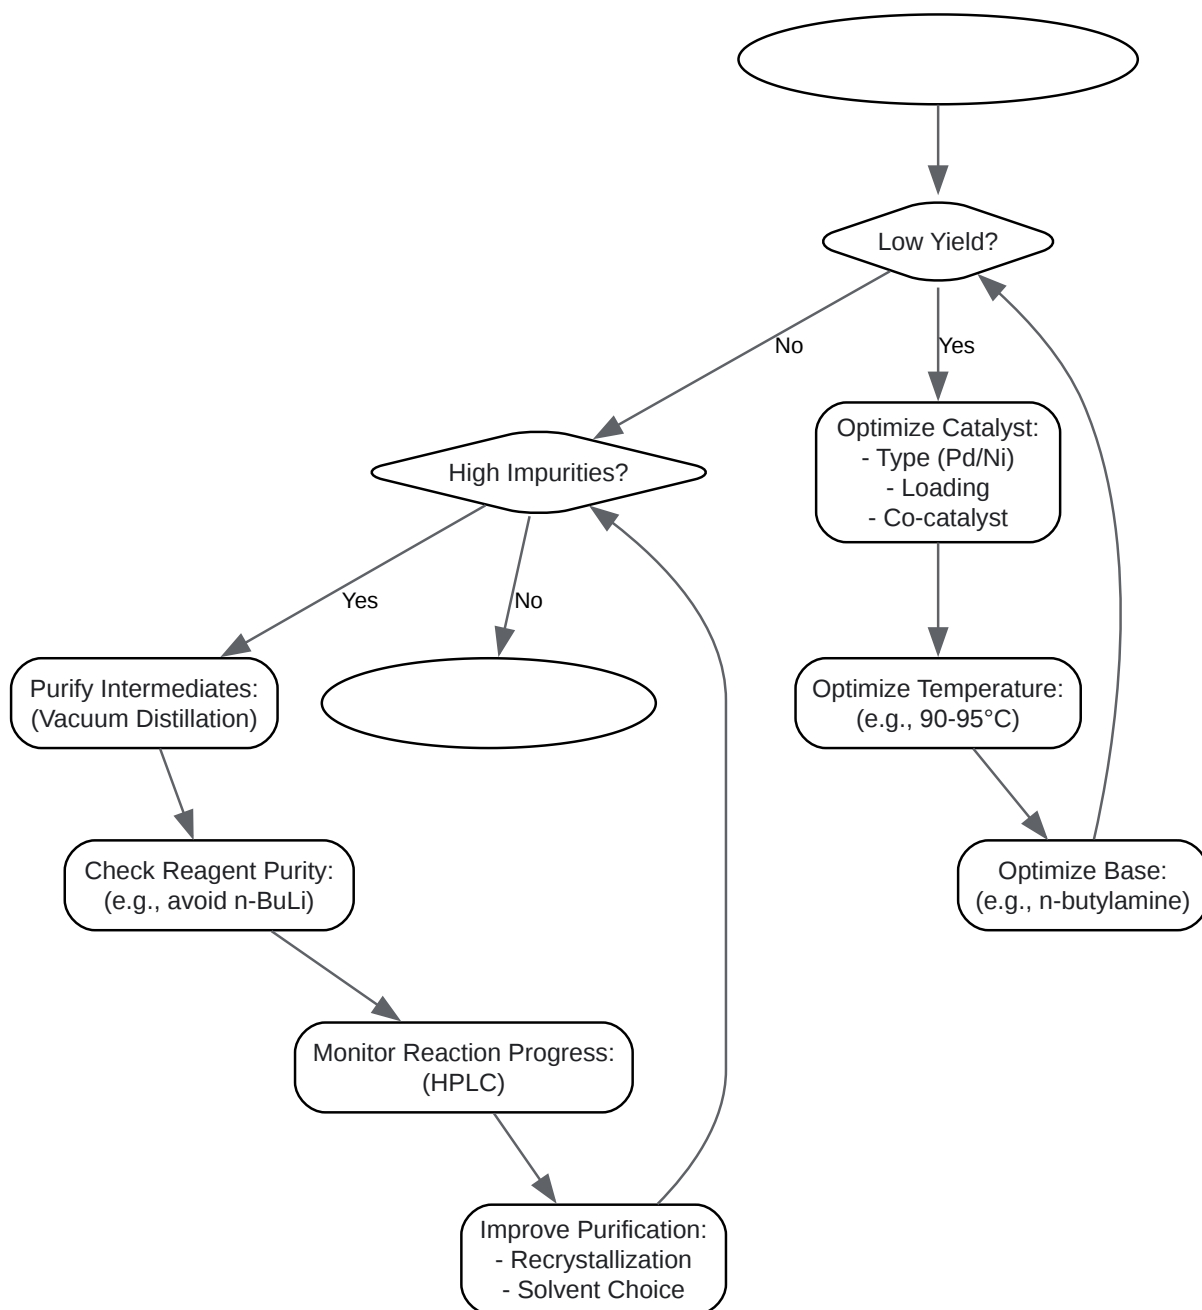 Low Yield?
No
Yes
Optimize Catalyst:
- Type (Pd/Ni)
- Loading
- Co-catalyst
High Impurities?
Yes
No
Purify Intermediates:
(Vacuum Distillation)
Optimize Temperature:
(e.g., 90-95°C)
Check Reagent Purity:
(e.g., avoid n-BuLi)
Optimize Base:
(e.g., n-butylamine)
Monitor Reaction Progress:
(HPLC)
Improve Purification:
- Recrystallization
- Solvent Choice